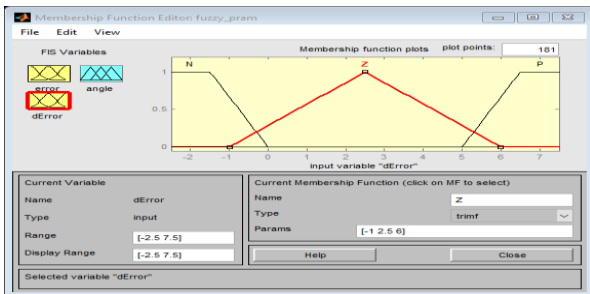 Membership Function Editor: fuzzy_pram
File Edit View
FIS Variables
Membership function plots plot points: 181
error angle
dError
N Z P
1
0.5
0
-2 -1 0 1 2 3 4 5 6 7
input variable "dError"
Current Variable
Name dError
Type input
Range [-2.5 7.5]
Display Range [-2.5 7.5]
Current Membership Function (click on MF to select)
Name Z
Type trimf
Params [-1 2.5 6]
Help Close
Selected variable "dError"